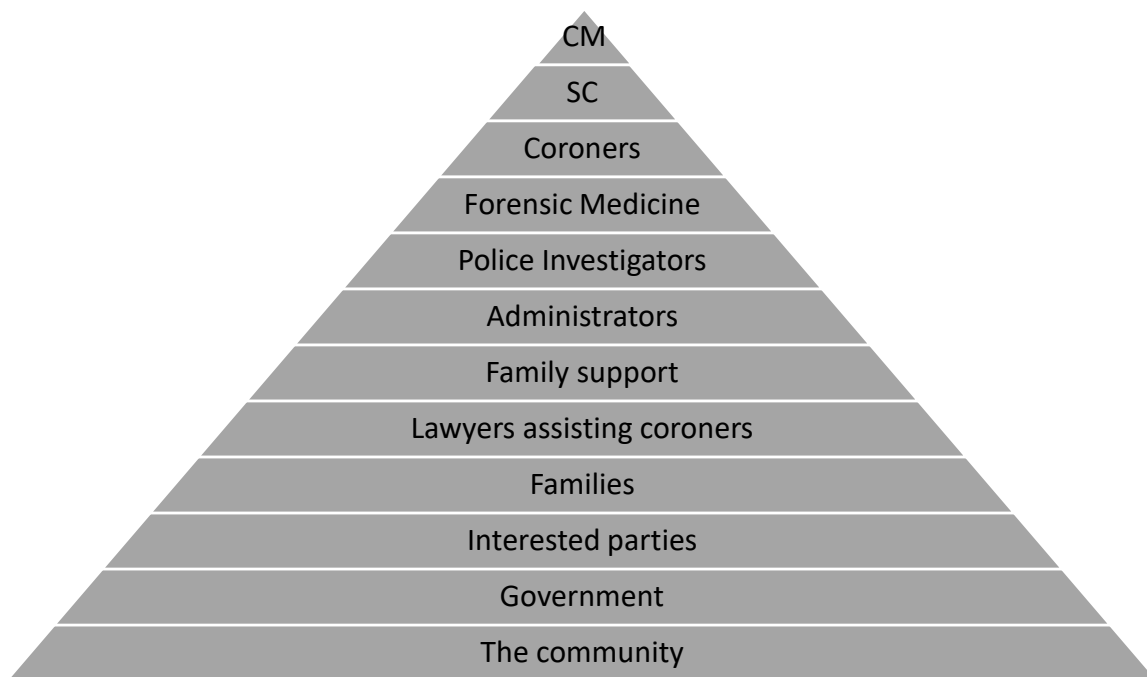 CM
SC
Coroners
Forensic Medicine
Police Investigators
Administrators
Family support
Lawyers assisting coroners
Families
Interested parties
Government
The community